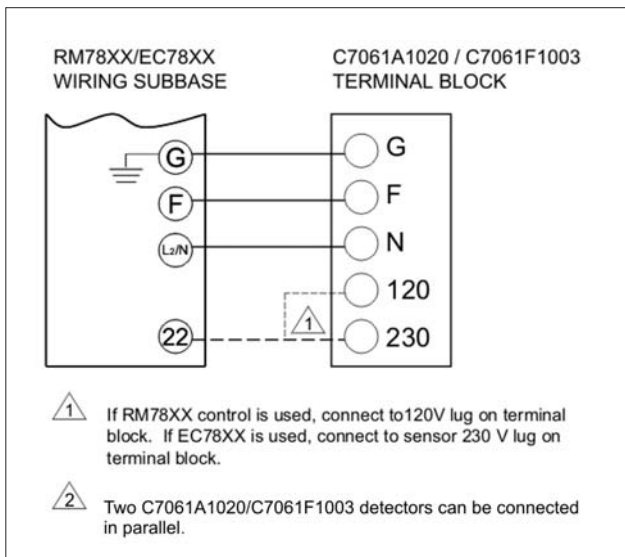 RM78XX/EC78XX
WIRING SUBBASE
C7061A1020 / C7061F1003
TERMINAL BLOCK
G
G
F
F
L2/N
N
120
1
22
230
1
If RM78XX control is used, connect to120V lug on terminal
block. If EC78XX is used, connect to sensor 230 V lug on
terminal block.
2
Two C7061A1020/C7061F1003 detectors can be connected
in parallel.